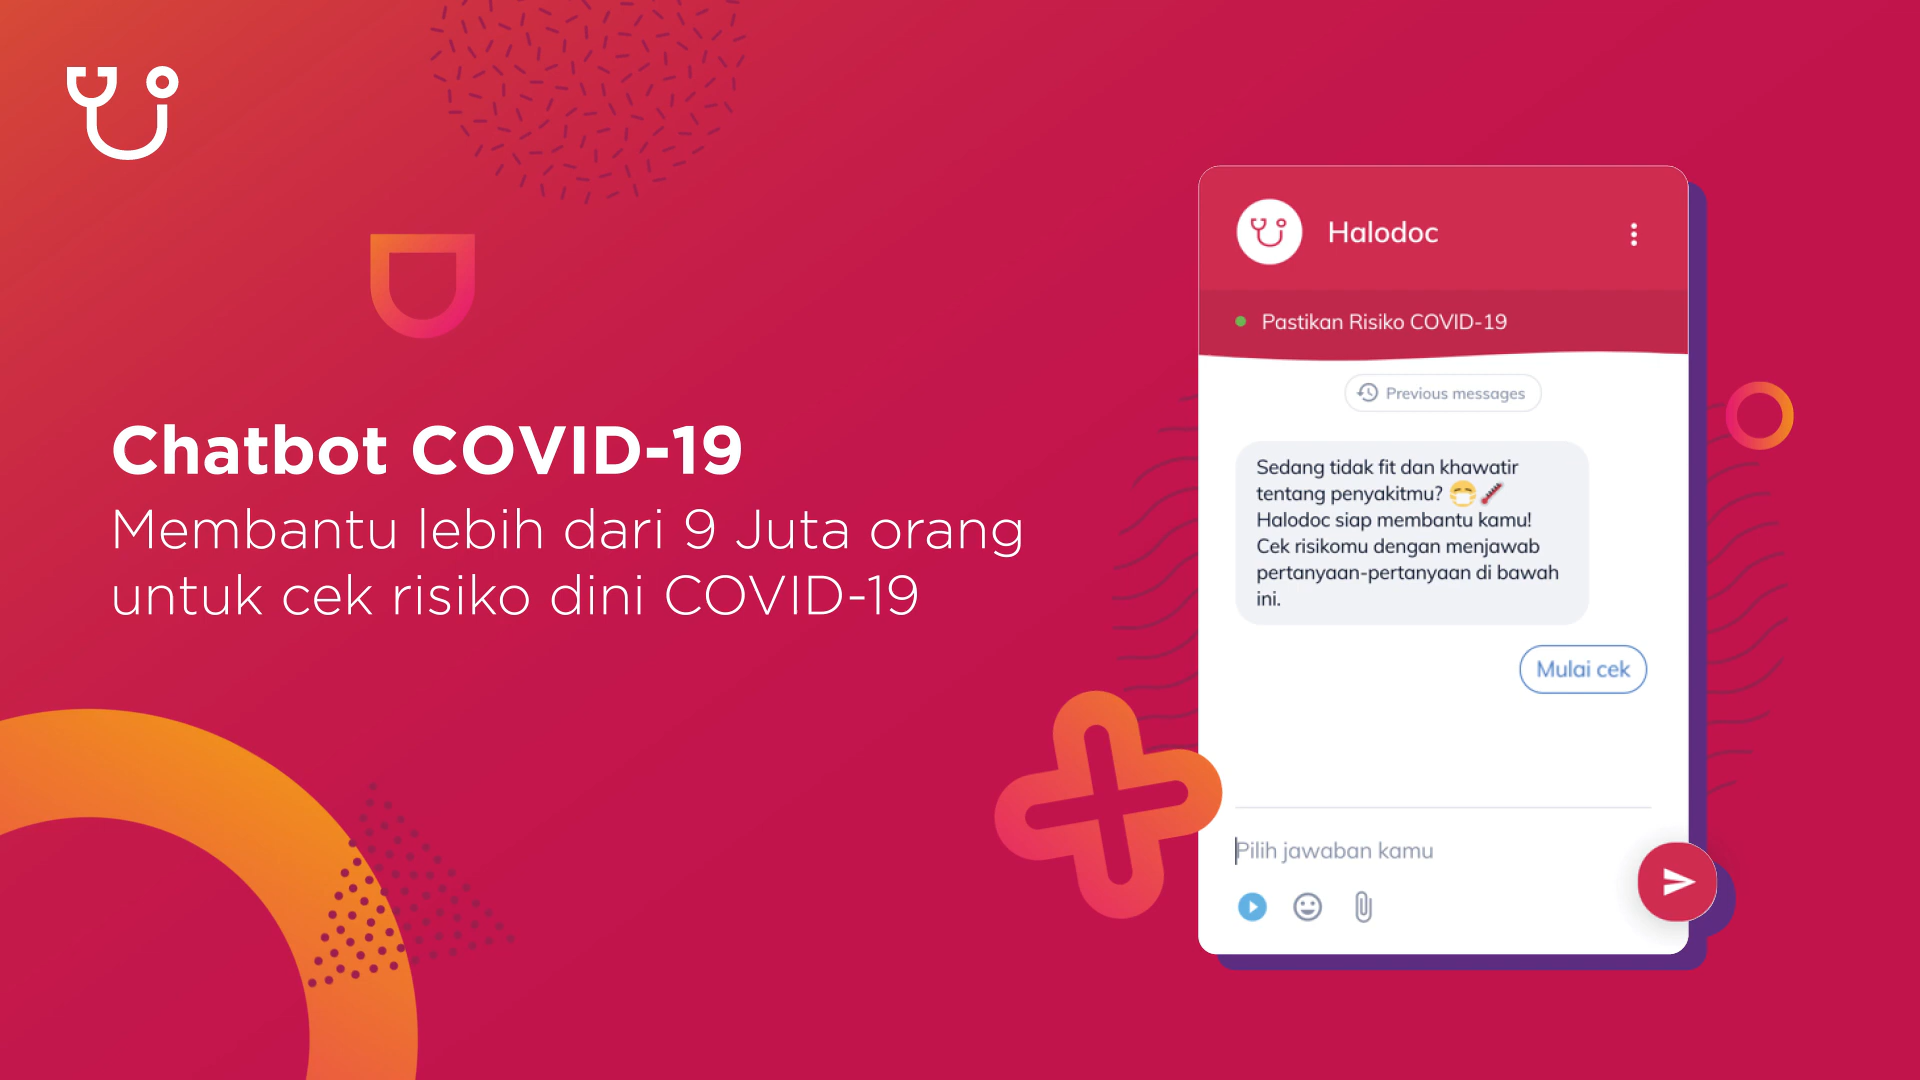 Chatbot COVID-19
Membantu lebih dari 9 Juta orang
untuk cek risiko dini COVID-19
Halodoc
Pastikan Risiko COVID-19
Previous messages
Sedang tidak fit dan khawatir
tentang penyakitmu? 😷🌡️
Halodoc siap membantu kamu!
Cek risikomu dengan menjawab
pertanyaan-pertanyaan di bawah
ini.
Mulai cek
Pilih jawaban kamu